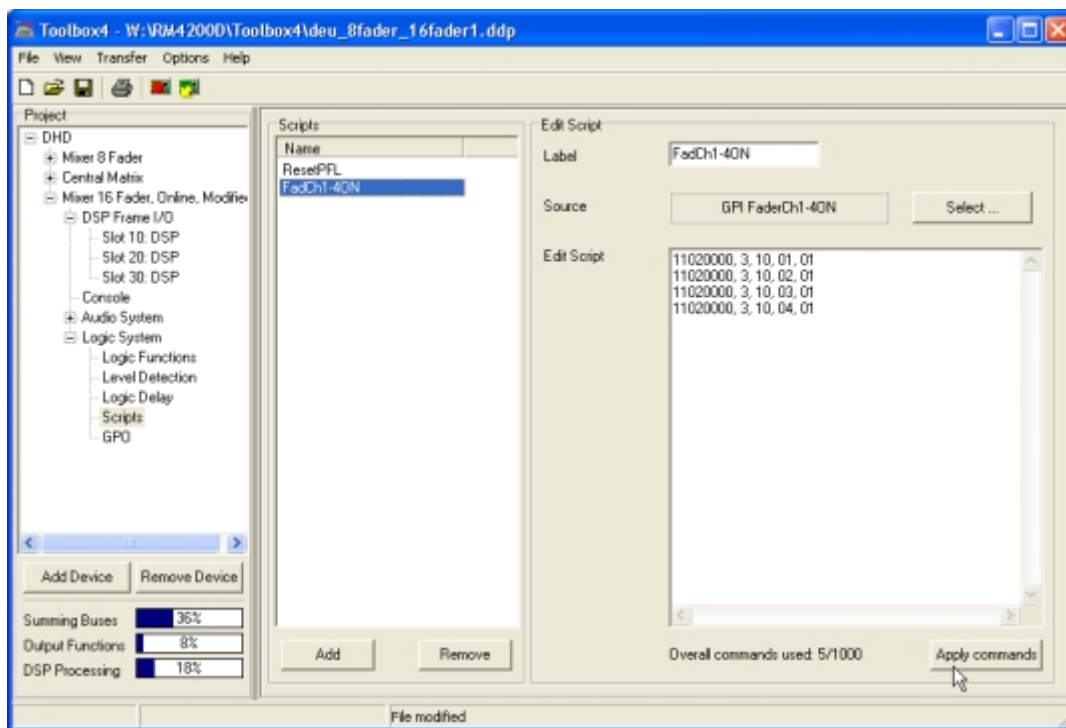 Toolbox4 - W:\RM4200D\Toolbox4\deu_8fader_16fader1.ddp
File View Transfer Options Help
Project
DHD
Mixer 8 Fader
Central Matrix
Mixer 16 Fader, Online, Modifie
DSP Frame I/O
Slot 10: DSP
Slot 20: DSP
Slot 30: DSP
Console
Audio System
Logic System
Logic Functions
Level Detection
Logic Delay
Scripts
GPO
Add Device Remove Device
Summing Buses 36%
Output Functions 8%
DSP Processing 18%
Scripts
Name
ResetPFL
FadCh1-4ON
Add Remove
Edit Script
Label FadCh1-4ON
Source GPI FaderCh1-4ON Select ...
Edit Script
11020000, 3, 10, 01, 01
11020000, 3, 10, 02, 01
11020000, 3, 10, 03, 01
11020000, 3, 10, 04, 01
Overall commands used: 5/1000 Apply commands
File modified